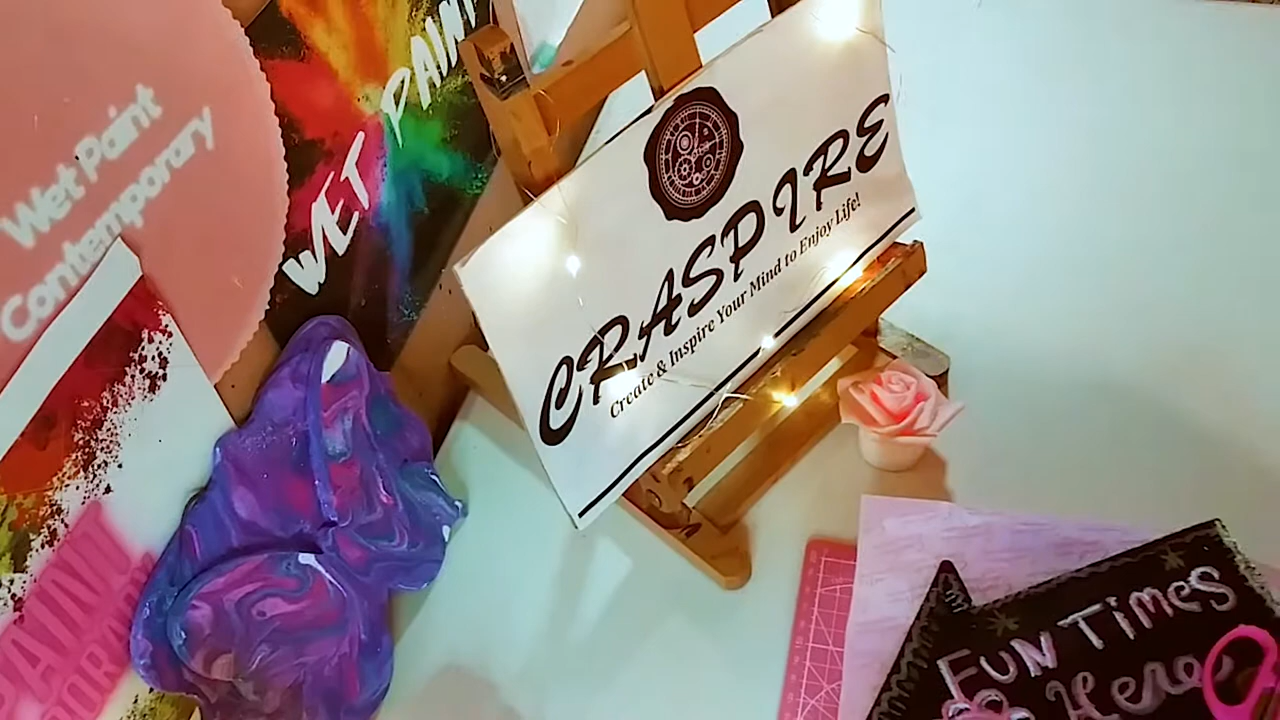 Wet Paint
Contemporary
WET PAINT
CRASPIRE
Create & Inspire Your Mind to Enjoy Life!
FUN TIMES
Here